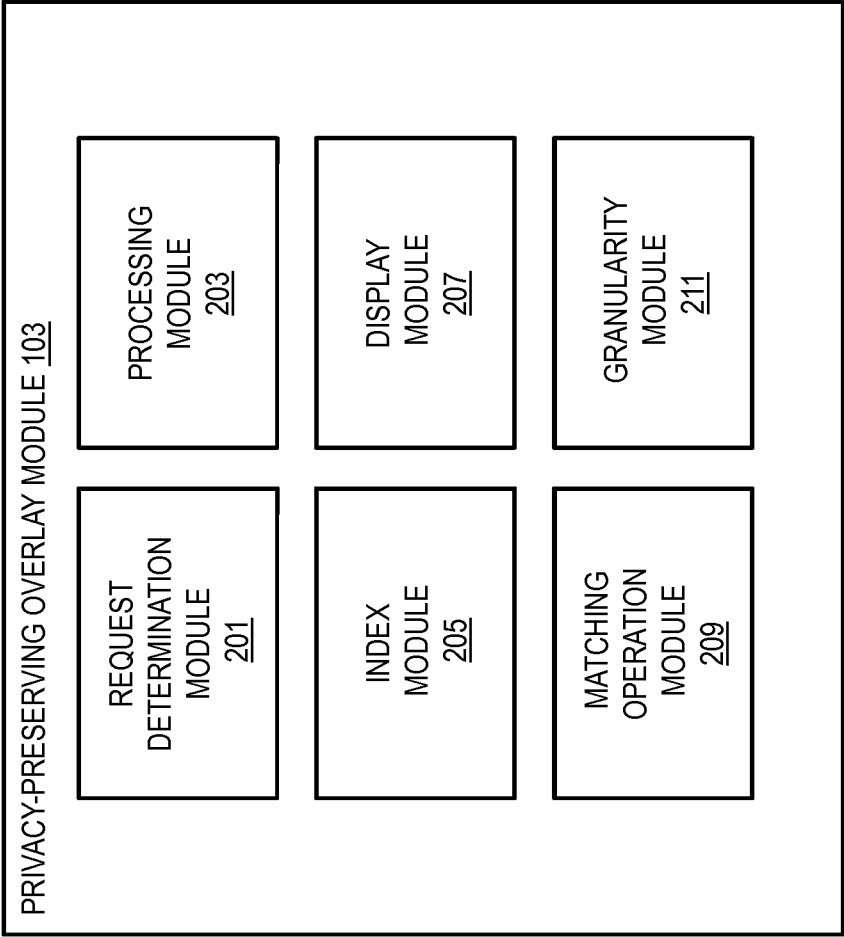 PRIVACY-PRESERVING OVERLAY MODULE 103
REQUEST
DETERMINATION
MODULE
201
PROCESSING
MODULE
203
INDEX
MODULE
205
DISPLAY
MODULE
207
MATCHING
OPERATION
MODULE
209
GRANULARITY
MODULE
211